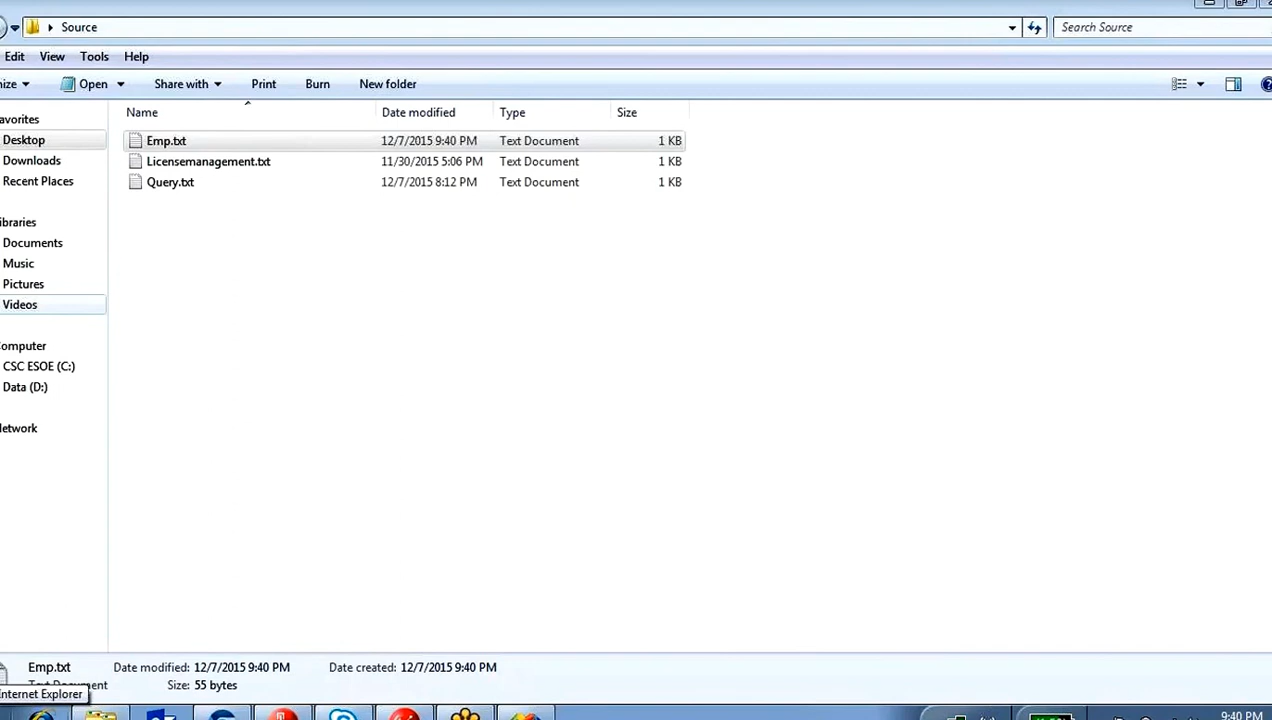 Source
Search Source
Edit View Tools Help
Open Share with Print Burn New folder
Name Date modified Type Size
Desktop
Downloads
Recent Places
Documents
Music
Pictures
Videos
CSC ESOE (C:)
Data (D:)
Emp.txt 12/7/2015 9:40 PM Text Document 1 KB
Licensemanagement.txt 11/30/2015 5:06 PM Text Document 1 KB
Query.txt 12/7/2015 8:12 PM Text Document 1 KB
Emp.txt Date modified: 12/7/2015 9:40 PM Date created: 12/7/2015 9:40 PM
Size: 55 bytes
Internet Explorer
9:40 PM